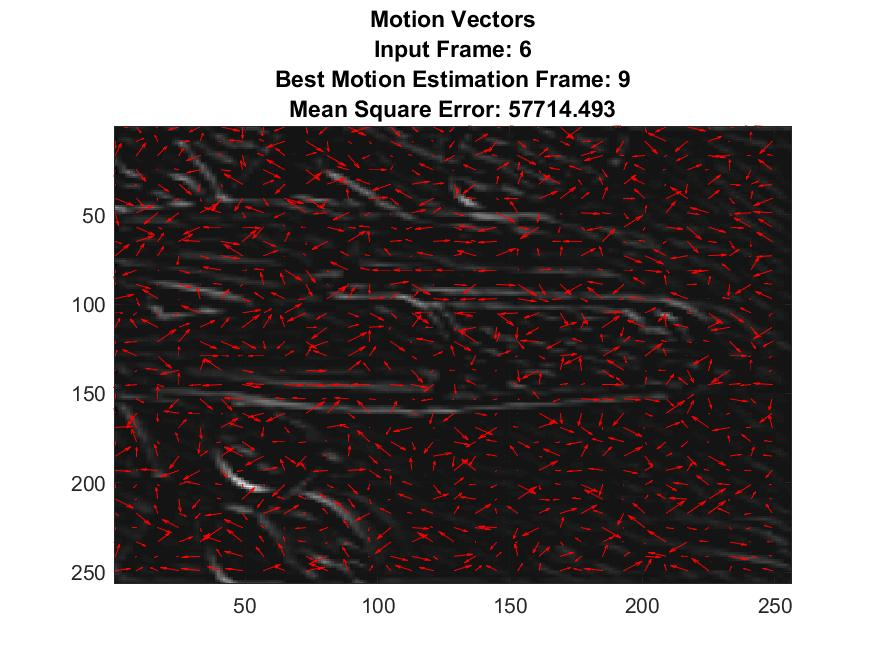 Motion Vectors
Input Frame: 6
Best Motion Estimation Frame: 9
Mean Square Error: 57714.493
50
100
150
200
250
50 100 150 200 250